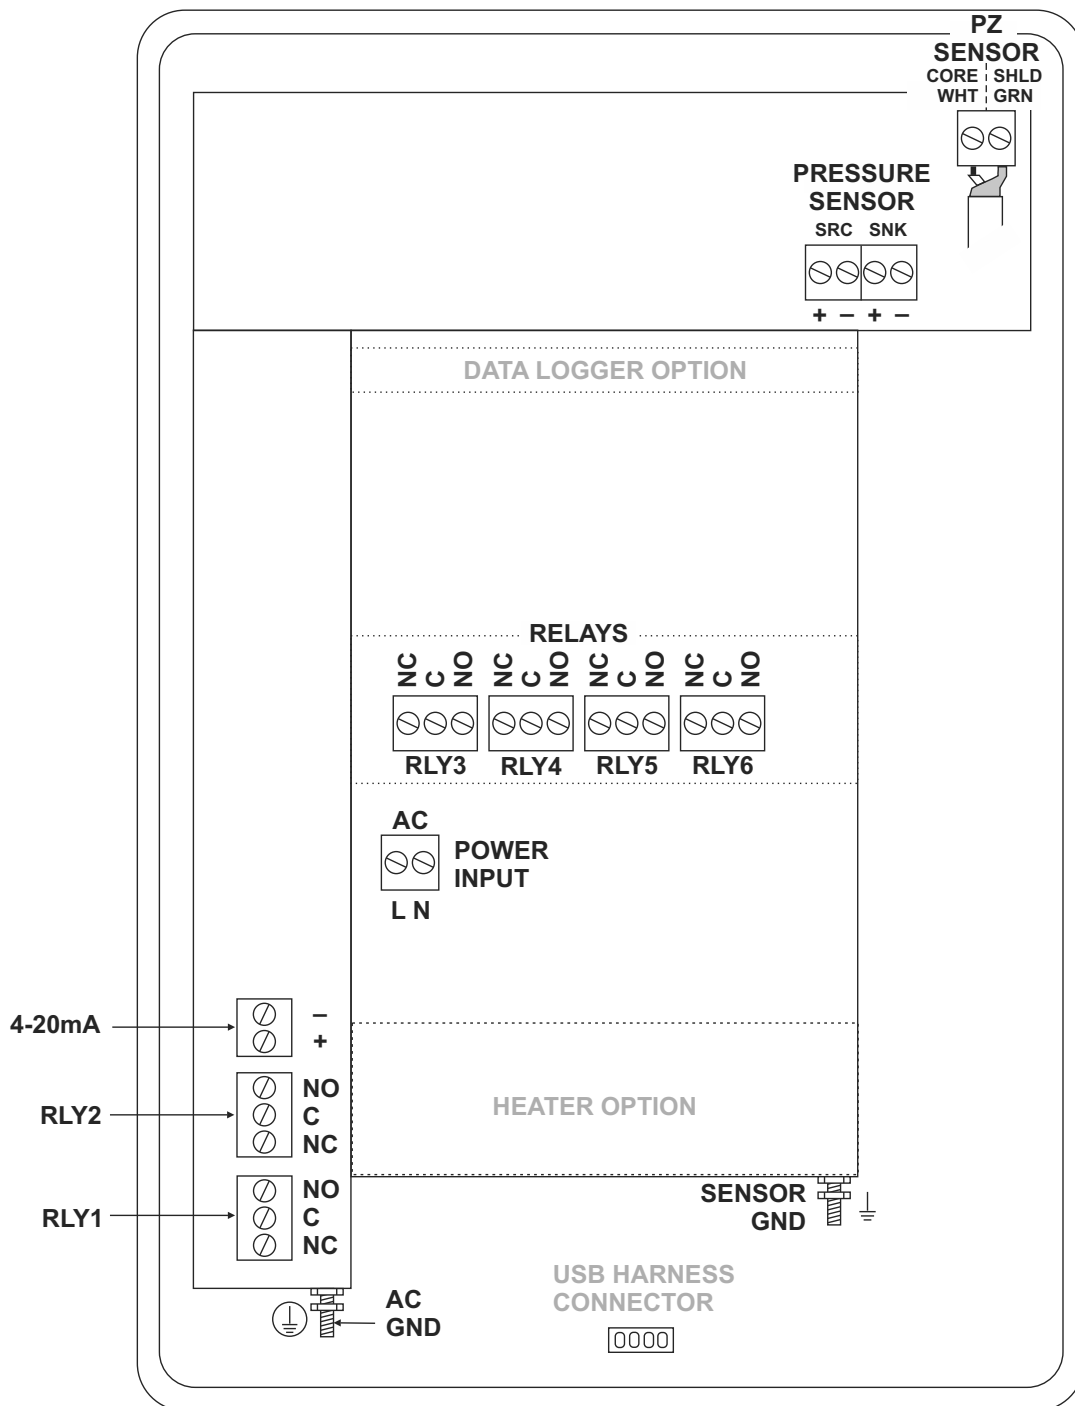 PZ
SENSOR
CORE SHLD
WHT GRN
PRESSURE
SENSOR
SRC SNK
+ – + –
DATA LOGGER OPTION
RELAYS
NC C NO NC C NO NC C NO NC C NO
RLY3 RLY4 RLY5 RLY6
AC
POWER
INPUT
L N
4-20mA
–
+
RLY2
NO
C
NC
HEATER OPTION
RLY1
NO
C
NC
SENSOR
GND
AC
GND
USB HARNESS
CONNECTOR